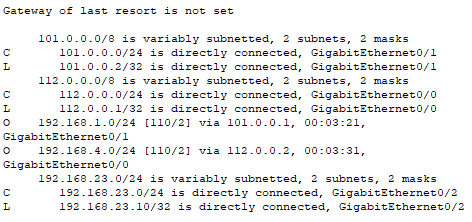 Gateway of last resort is not set
101.0.0.0/8 is variably subnetted, 2 subnets, 2 masks
C 101.0.0.0/24 is directly connected, GigabitEthernet0/1
L 101.0.0.2/32 is directly connected, GigabitEthernet0/1
112.0.0.0/8 is variably subnetted, 2 subnets, 2 masks
C 112.0.0.0/24 is directly connected, GigabitEthernet0/0
L 112.0.0.1/32 is directly connected, GigabitEthernet0/0
O 192.168.1.0/24 [110/2] via 101.0.0.1, 00:03:21,
GigabitEthernet0/1
O 192.168.4.0/24 [110/2] via 112.0.0.2, 00:03:31,
GigabitEthernet0/0
192.168.23.0/24 is variably subnetted, 2 subnets, 2 masks
C 192.168.23.0/24 is directly connected, GigabitEthernet0/2
L 192.168.23.10/32 is directly connected, GigabitEthernet0/2